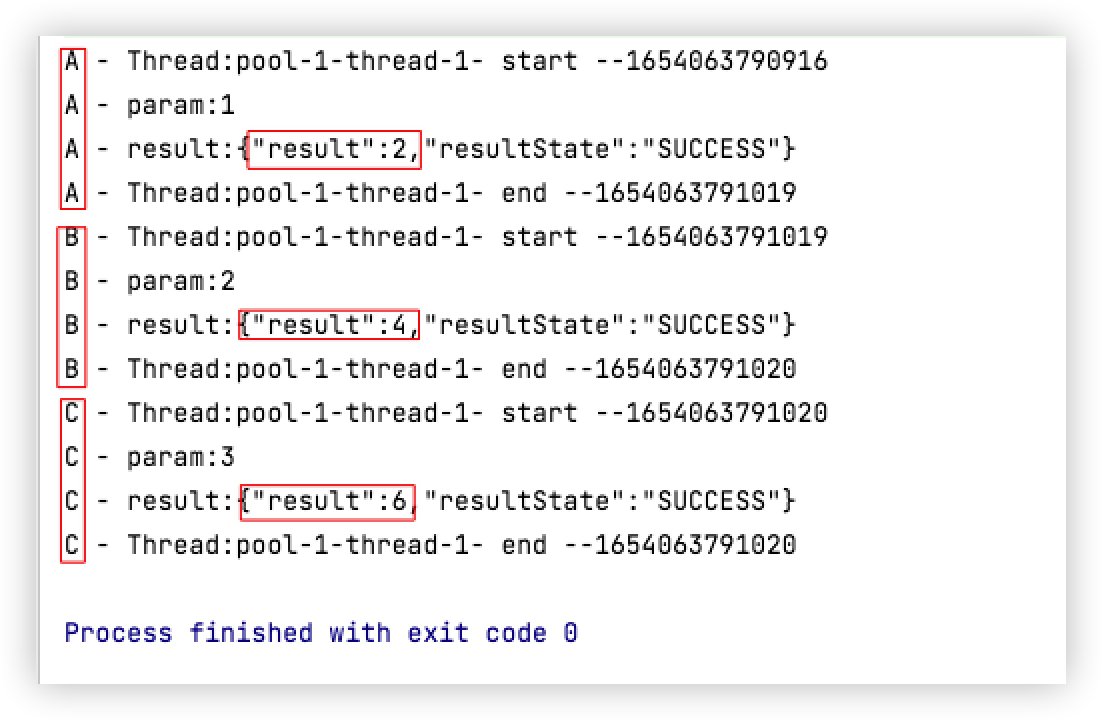 A - Thread:pool-1-thread-1- start --1654063790916
A - param:1
A - result:{"result":2,"resultState":"SUCCESS"}
A - Thread:pool-1-thread-1- end --1654063791019
B - Thread:pool-1-thread-1- start --1654063791019
B - param:2
B - result:{"result":4,"resultState":"SUCCESS"}
B - Thread:pool-1-thread-1- end --1654063791020
C - Thread:pool-1-thread-1- start --1654063791020
C - param:3
C - result:{"result":6,"resultState":"SUCCESS"}
C - Thread:pool-1-thread-1- end --1654063791020
Process finished with exit code 0